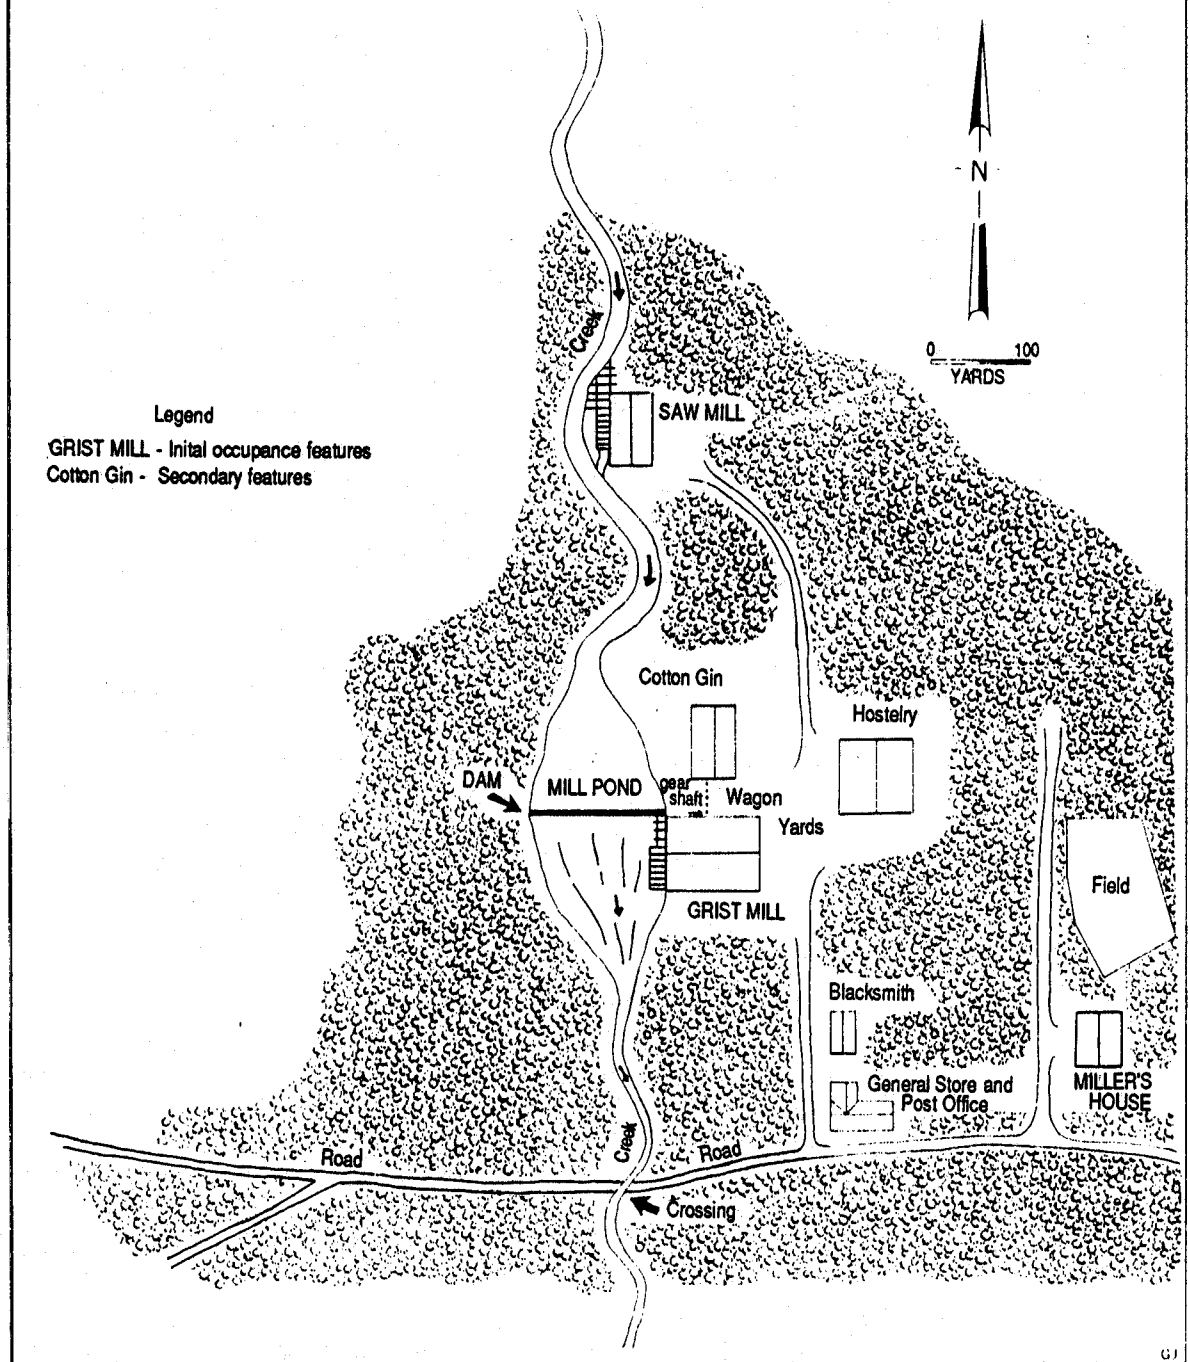 N
0 100
YARDS
Creek
SAW MILL
Legend
GRIST MILL - Inital occupance features
Cotton Gin - Secondary features
Cotton Gin
Hostelry
DAM
MILL POND
gear
shaft
Wagon
Yards
Field
GRIST MILL
Blacksmith
General Store and
Post Office
MILLER'S
HOUSE
Creek
Road
Road
Crossing
GJ